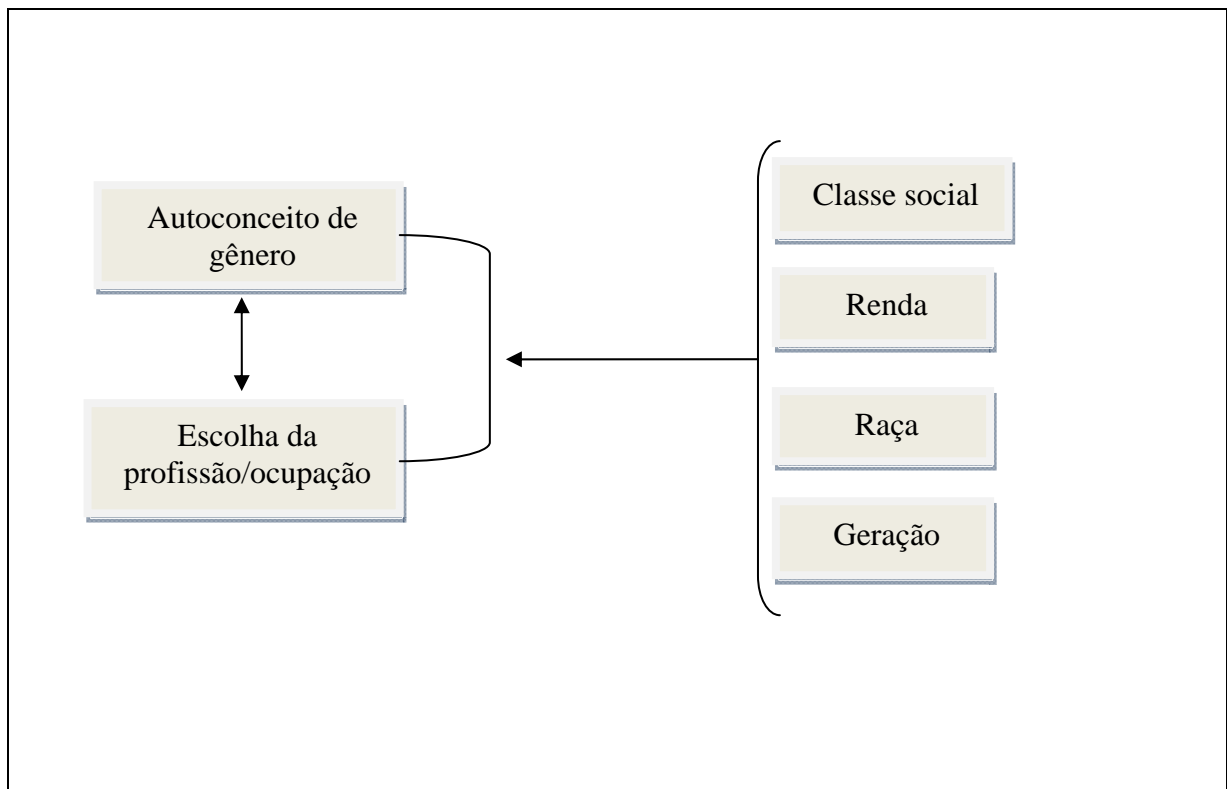 Autoconceito de
gênero
Escolha da
profissão/ocupação
Classe social
Renda
Raça
Geração